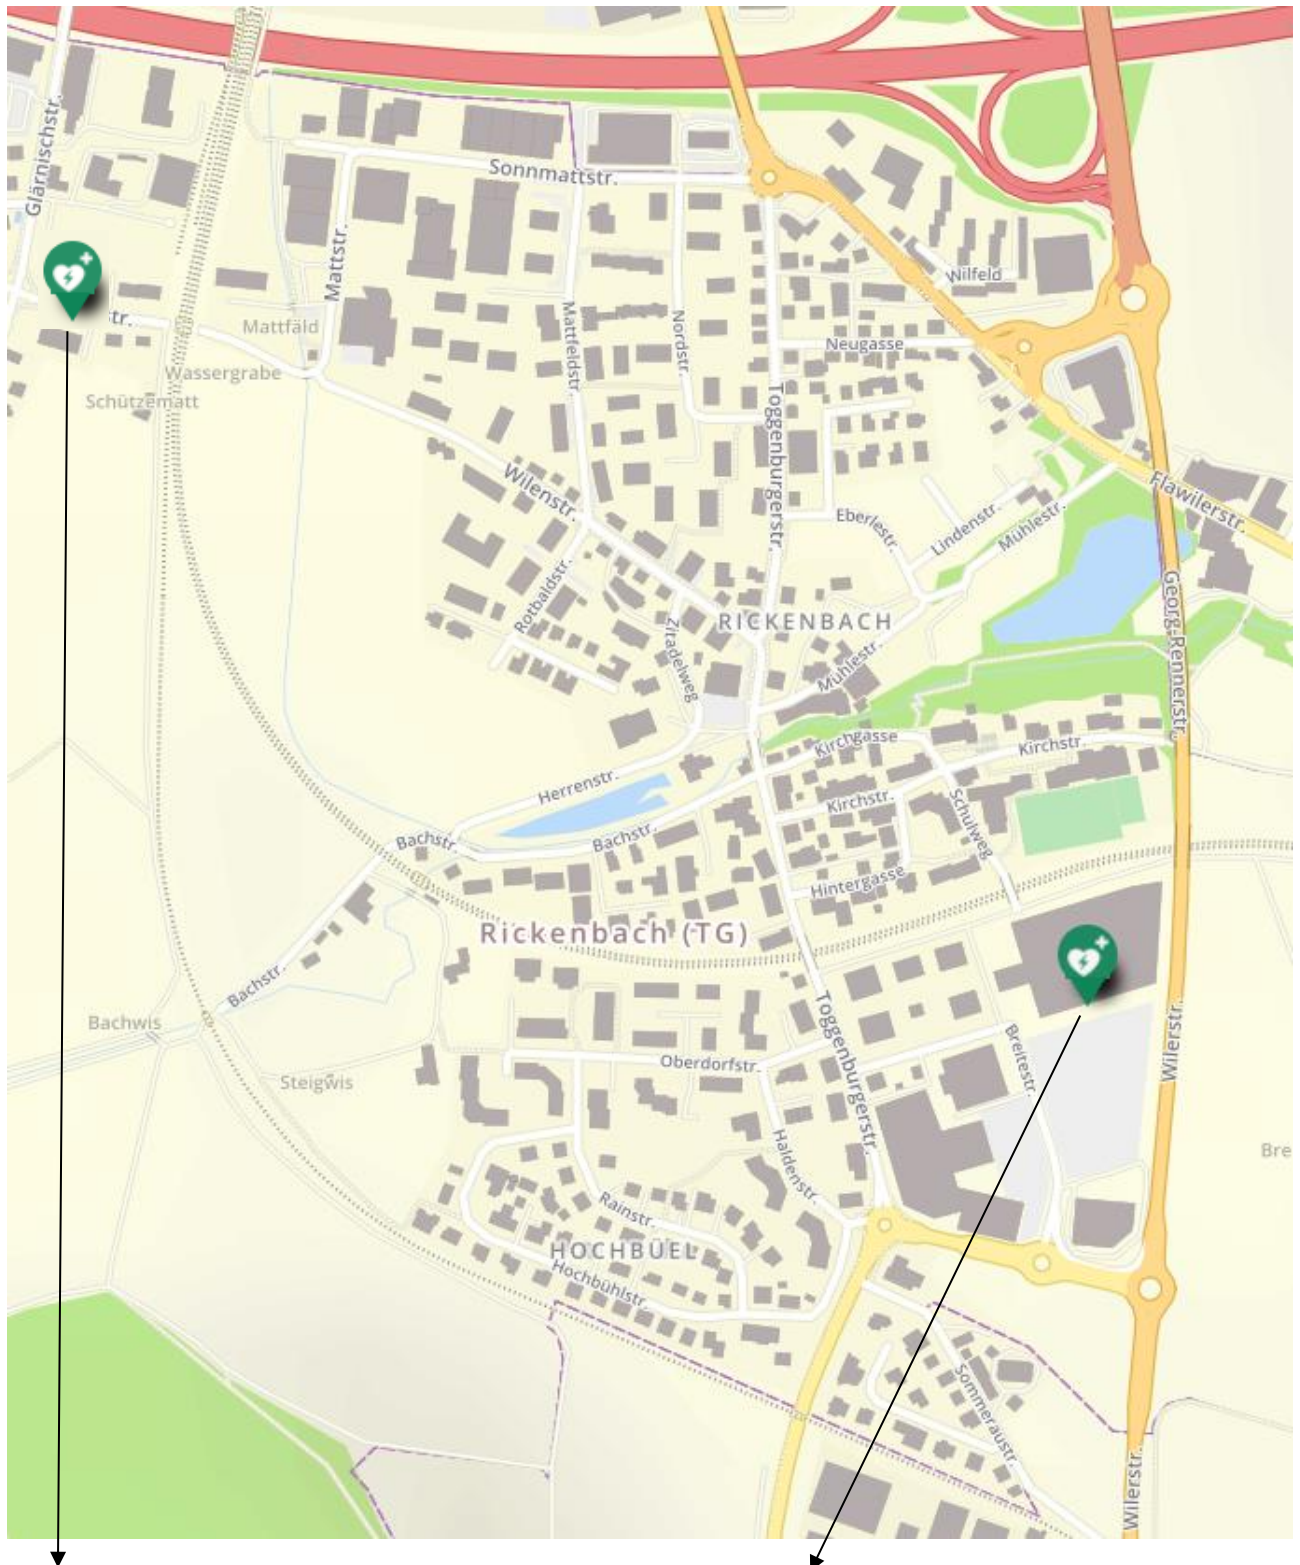 Glärnischstr.
Sonnmattstr.
Mattstr.
Wilfeld
str.
Mattfäld
Mattfeldstr.
Nordstr.
Neugasse
Wassergrabe
Schützematt
Toggenburgerstr.
Wilenstr.
Flawilerstr.
Eberlestr.
Lindenstr.
Mühlestr.
Rotbaldstr.
Zitadelweg
RICKENBACH
Georg-Rennerstr.
Mühlestr.
Kirchgasse
Kirchstr.
Herrenstr.
Kirchstr.
Schulweg
Bachstr.
Bachstr.
Hintergasse
Rickenbach (TG)
Bachstr.
Bachwis
Toggenburgerstr.
Breitestr.
Wilerstr.
Oberdorfstr.
Steigwis
Haldenstr.
Bre
Rainstr.
HOCHBÜEL
Hochbühlstr.
Sommeraustr.
Wilerstr.